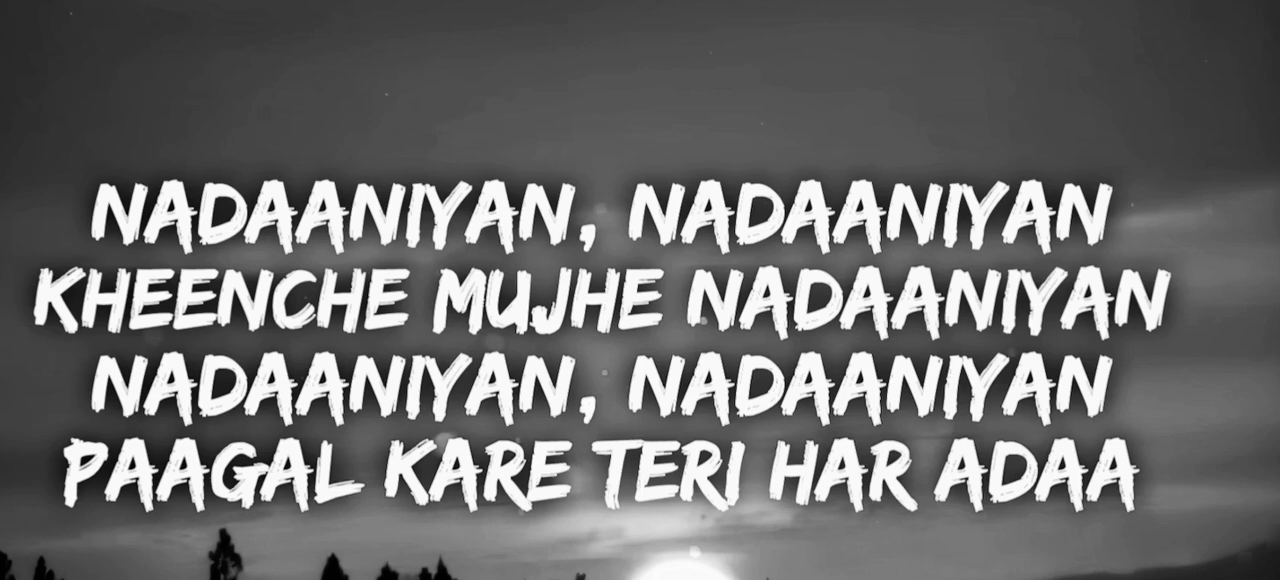 NADAANIYAN, NADAANIYAN
KHEENCHE MUJHE NADAANIYAN
NADAANIYAN, NADAANIYAN
PAAGAL KARE TERI HAR ADAA